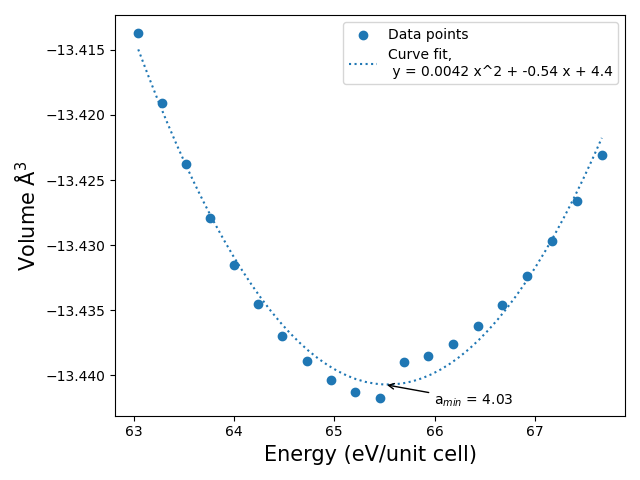 Data points
Curve fit,
y = 0.0042 x^2 + -0.54 x + 4.4
−13.415
−13.420
−13.425
−13.430
−13.435
−13.440
Volume Å³
a_min = 4.03
63 64 65 66 67
Energy (eV/unit cell)